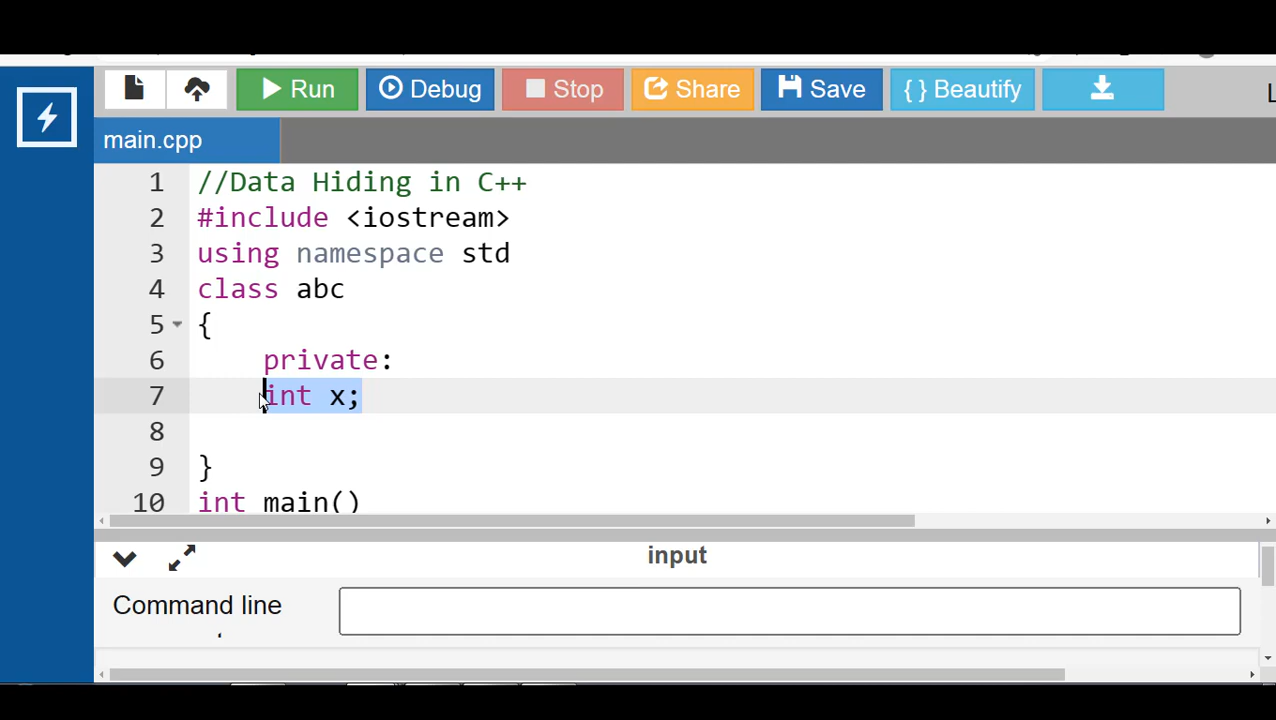 Run Debug Stop Share Save { } Beautify
main.cpp
1 //Data Hiding in C++
2 #include <iostream>
3 using namespace std
4 class abc
5 {
6 private:
7 int x;
8
9 }
10 int main()
input
Command line